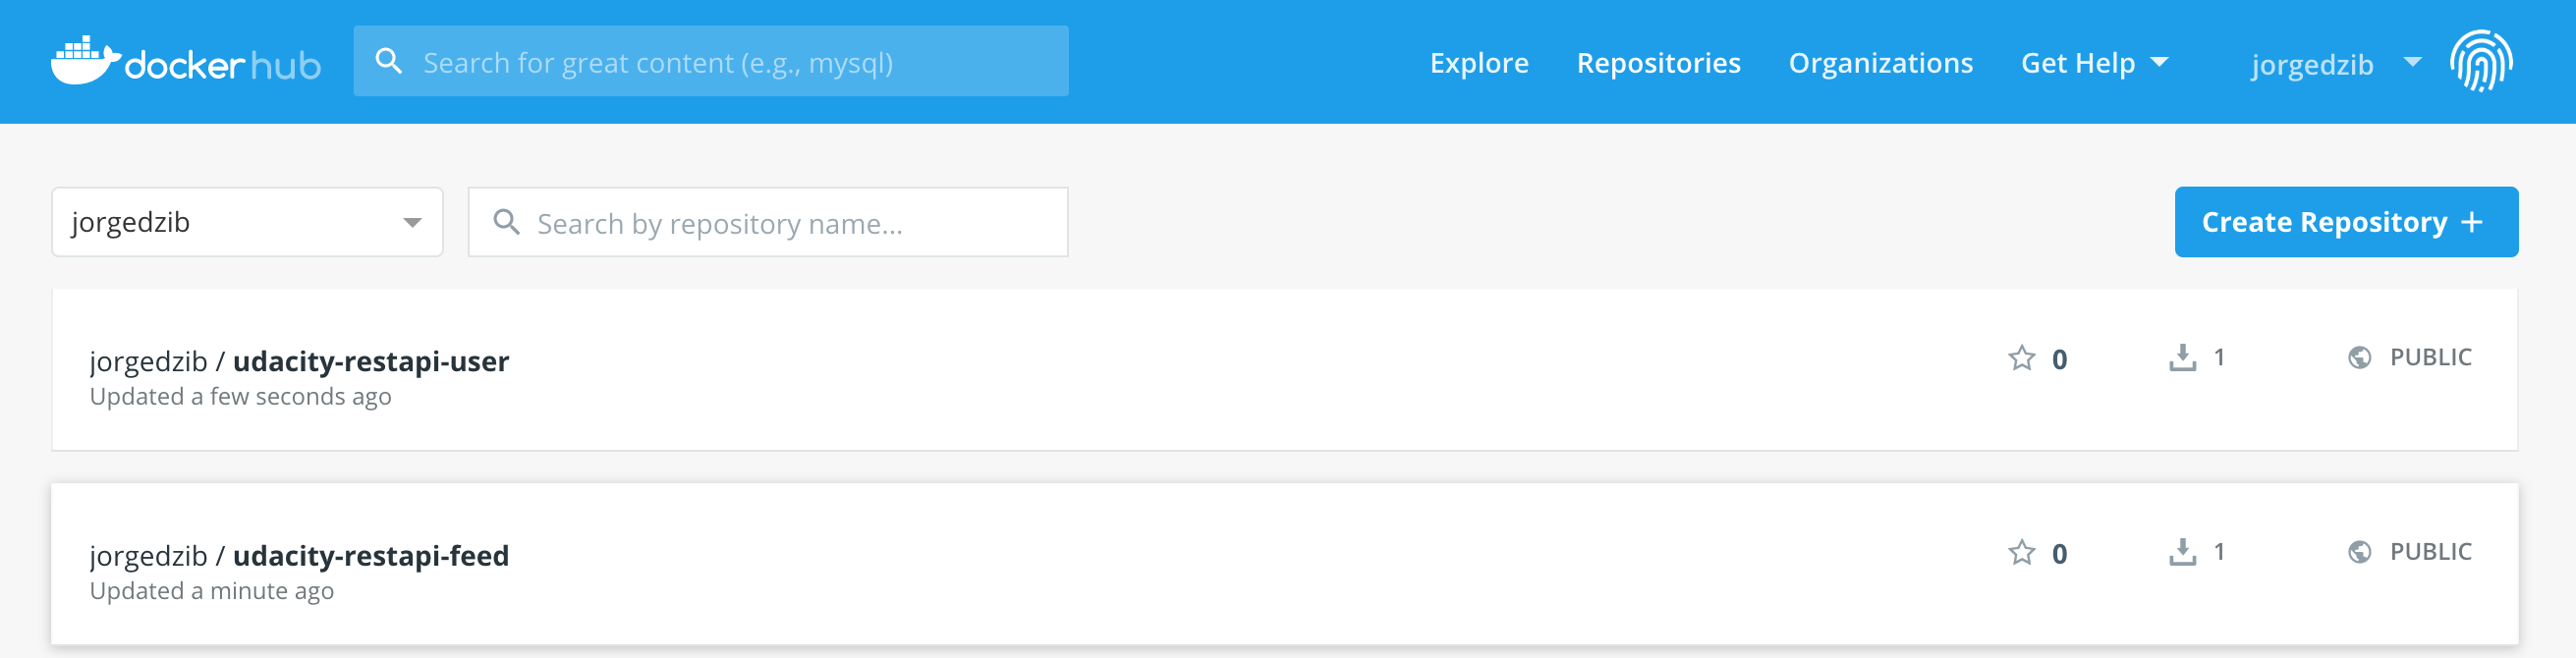 dockerhub
Search for great content (e.g., mysql)
Explore
Repositories
Organizations
Get Help
jorgedzib
jorgedzib
Search by repository name...
Create Repository +
jorgedzib / udacity-restapi-user
0
1
PUBLIC
Updated a few seconds ago
jorgedzib / udacity-restapi-feed
0
1
PUBLIC
Updated a minute ago